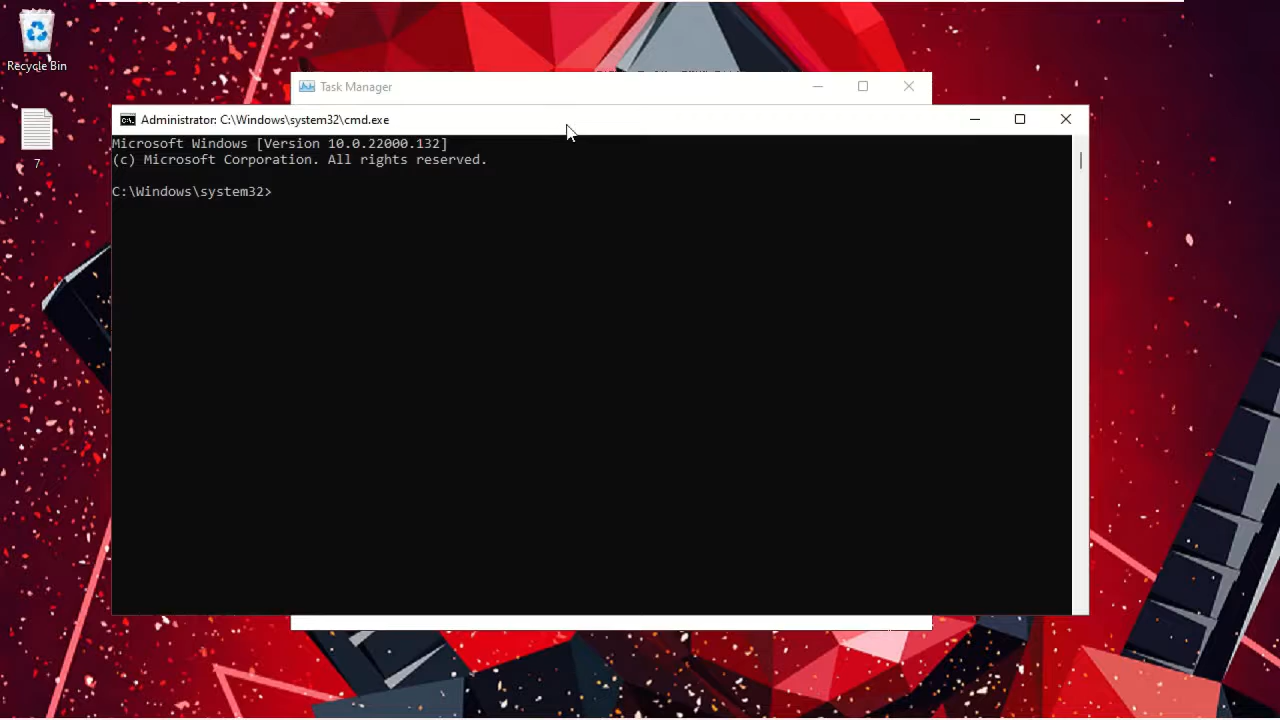 Recycle Bin
7
Task Manager
Administrator: C:\Windows\system32\cmd.exe
Microsoft Windows [Version 10.0.22000.132]
(c) Microsoft Corporation. All rights reserved.
C:\Windows\system32>